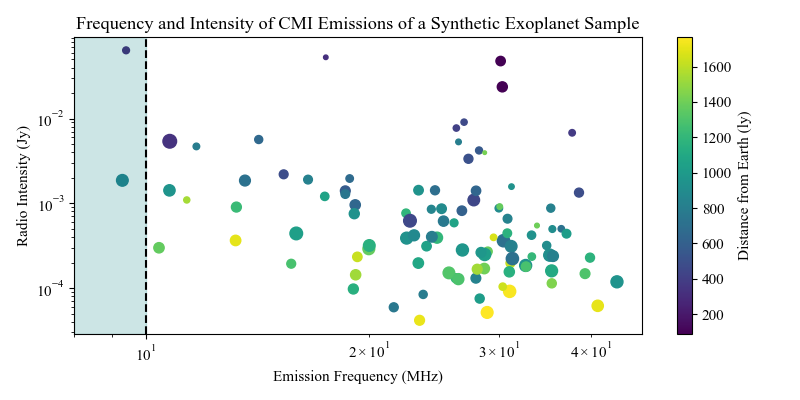 Frequency and Intensity of CMI Emissions of a Synthetic Exoplanet Sample
Radio Intensity (Jy)
10⁻²
10⁻³
10⁻⁴
10¹
2 × 10¹
3 × 10¹
4 × 10¹
Emission Frequency (MHz)
1600
1400
1200
1000
800
600
400
200
Distance from Earth (ly)